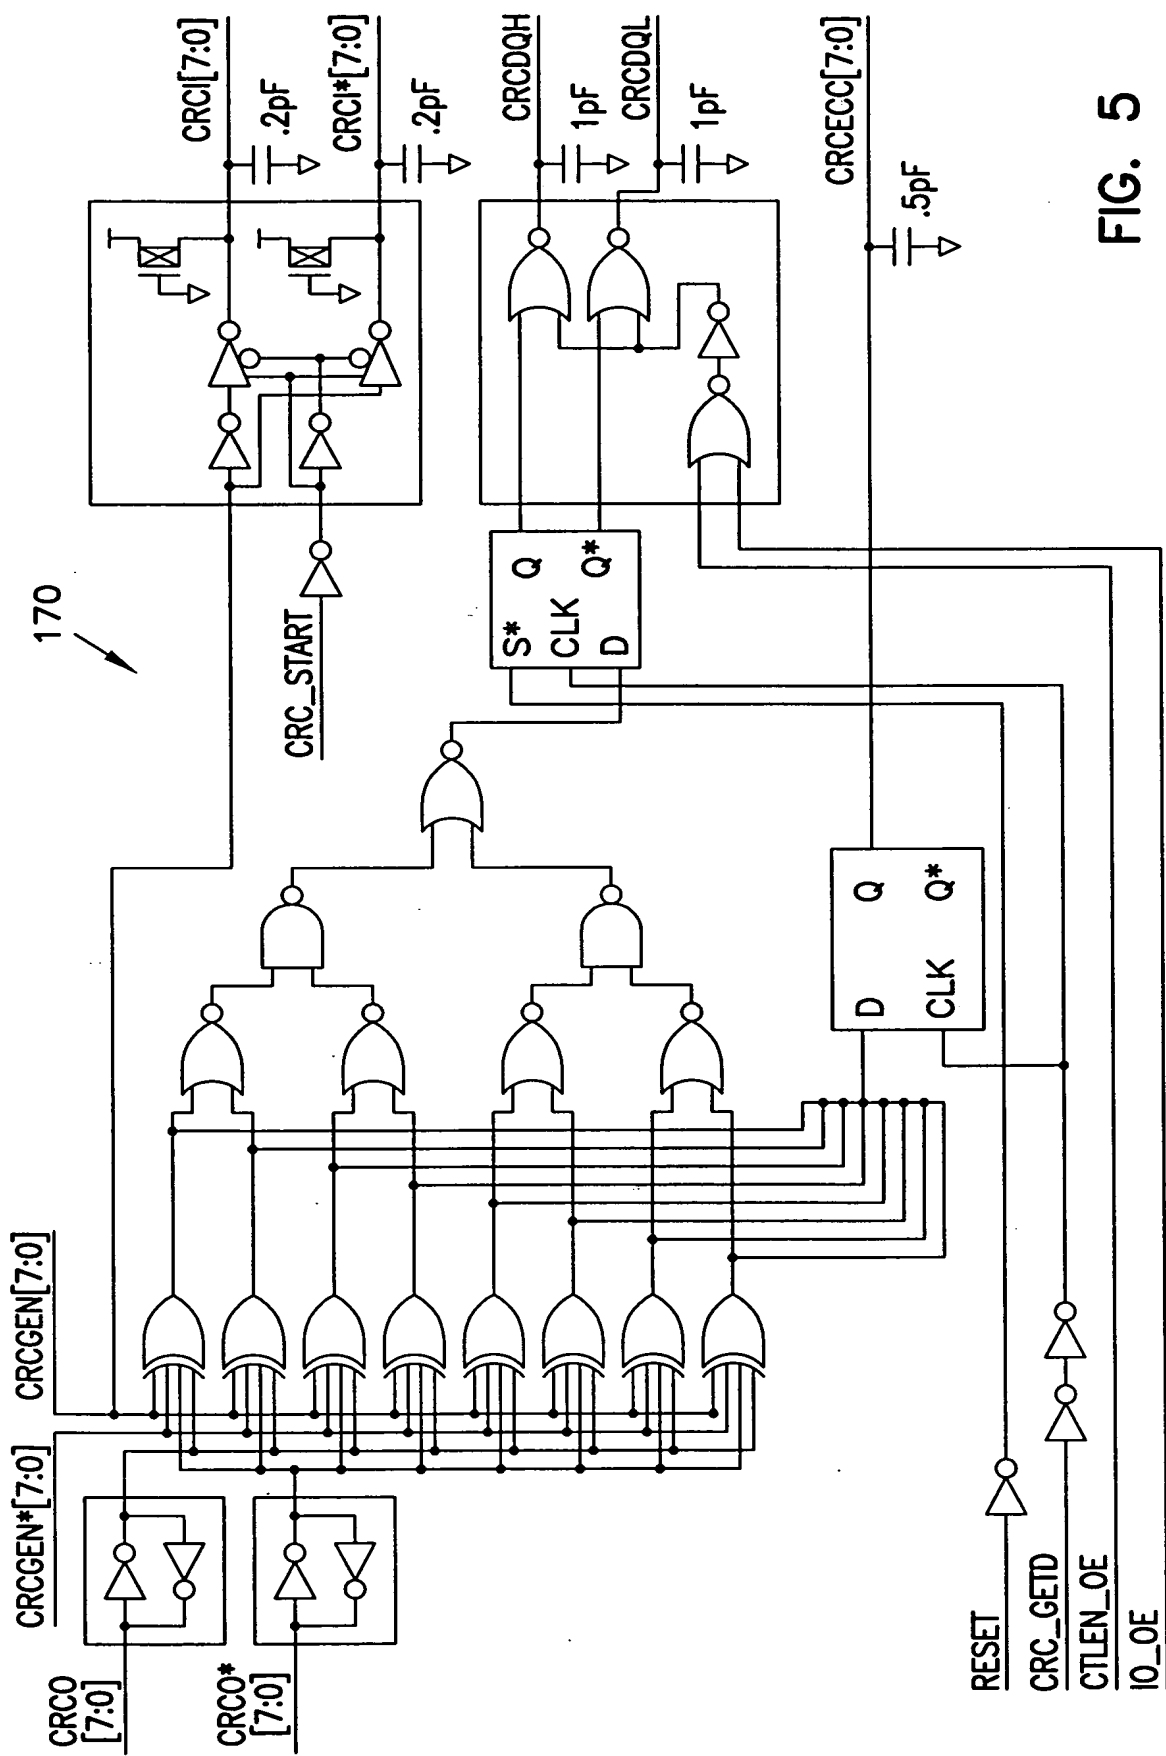 CRCO
[7:0]
CRCO*
[7:0]
CRCGEN*[7:0]
CRCGEN[7:0]
170
CRC_START
CRCI[7:0]
.2pF
CRCI*[7:0]
.2pF
S*
Q
CLK
D
Q*
CRCDQH
1pF
CRCDQL
1pF
D
Q
CLK
Q*
CRCECC[7:0]
.5pF
RESET
CRC_GETD
CTLEN_OE
IO_OE
FIG. 5